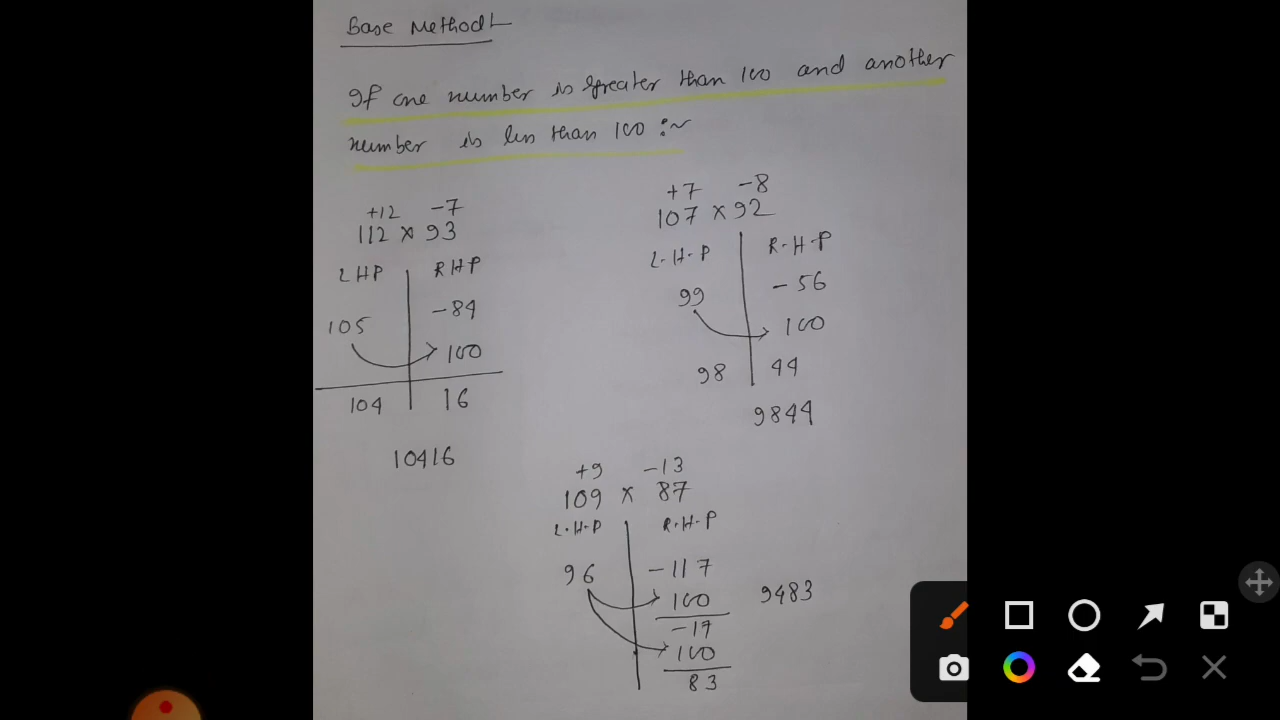 Base Method
If one number is greater than 100 and another
number is less than 100 :~
+12 -7
112 × 93
LHP RHP
105 -84
100
104 16
10416
+7 -8
107 × 92
L.H.P R.H.P
99 -56
100
98 44
9844
+9 -13
109 × 87
L.H.P R.H.P
96 -117
100
-17
100
83
9483